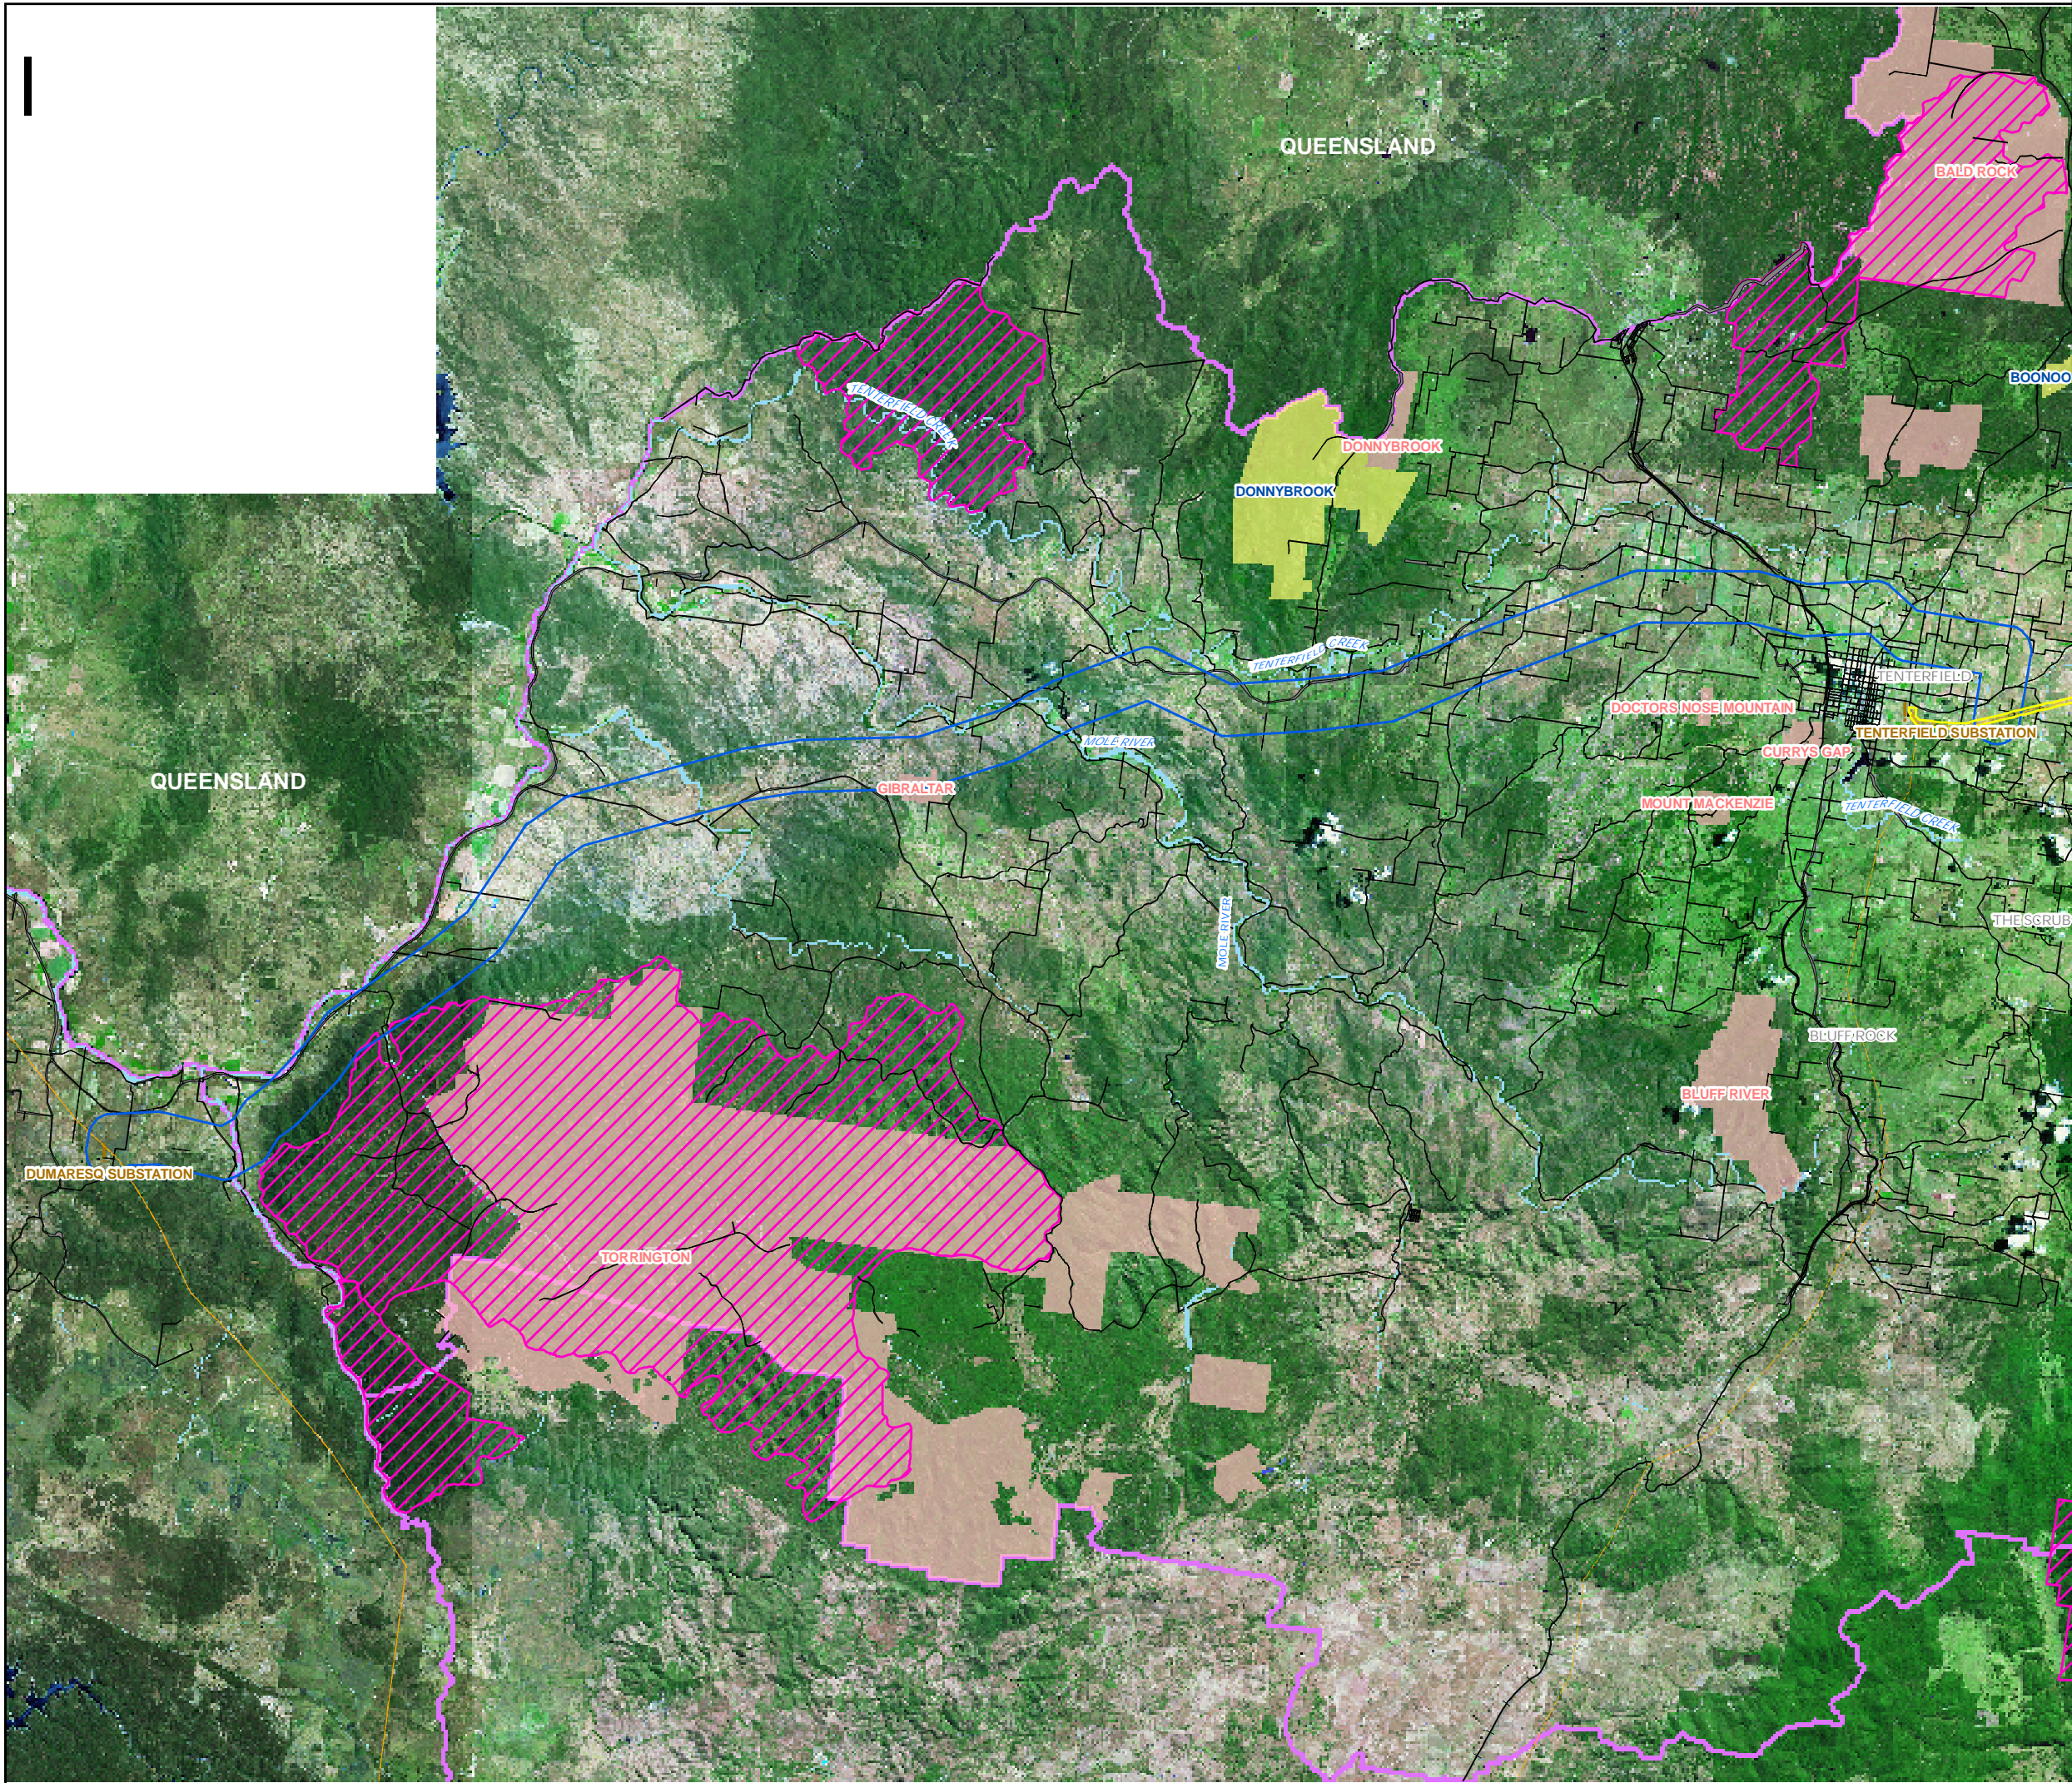 QUEENSLAND
BALD ROCK
BOONOO
TENTERFIELD CREEK
DONNYBROOK
DONNYBROOK
TENTERFIELD CREEK
TENTERFIELD
DOCTORS NOSE MOUNTAIN
TENTERFIELD SUBSTATION
MOLE RIVER
CURRYS GAP
QUEENSLAND
GIBRALTAR
MOUNT MACKENZIE
TENTERFIELD CREEK
THE SCRUB
MOLE RIVER
BLUFF ROCK
BLUFF RIVER
DUMARESQ SUBSTATION
TORRINGTON